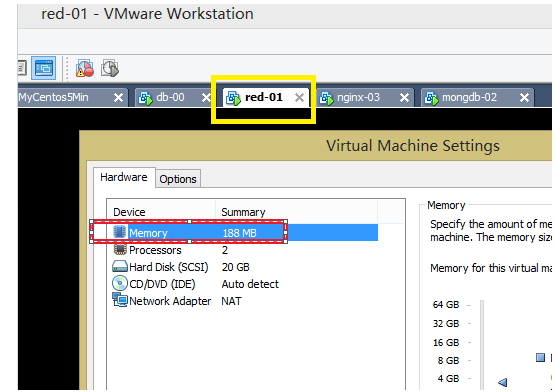 red-01 - VMware Workstation
MyCentos5Min db-00 red-01 nginx-03 mongdb-02
Virtual Machine Settings
Hardware Options
Device Summary
Memory 188 MB
Processors 2
Hard Disk (SCSI) 20 GB
CD/DVD (IDE) Auto detect
Network Adapter NAT
Memory
Specify the amount of me
machine. The memory size
Memory for this virtual ma
64 GB
32 GB
16 GB
8 GB
4 GB